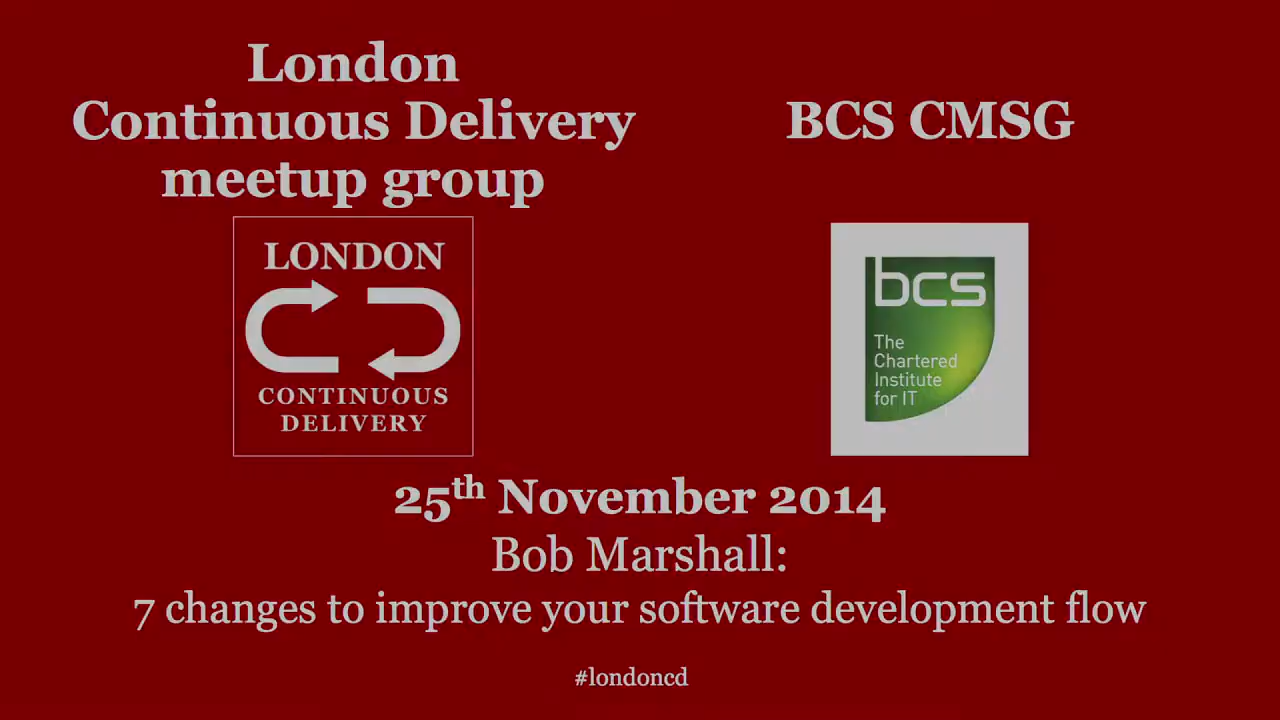 London
Continuous Delivery
meetup group
BCS CMSG
LONDON
CONTINUOUS
DELIVERY
bcs
The
Chartered
Institute
for IT
25th November 2014
Bob Marshall:
7 changes to improve your software development flow
#londoncd